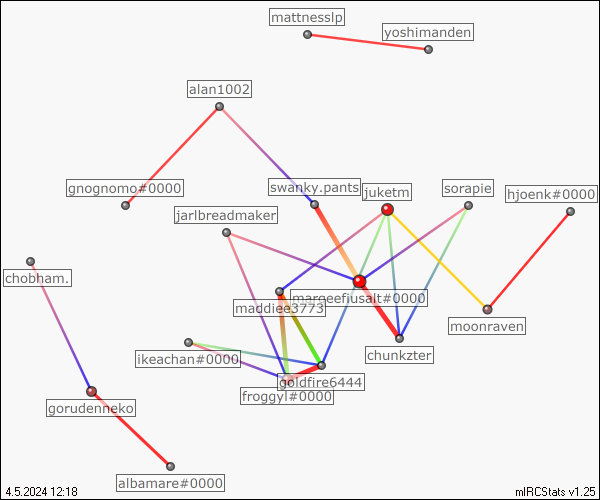 mattnesslp
yoshimanden
alan1002
gnognomo#0000
swanky.pants
juketm
sorapie
hjoenk#0000
jarlbreadmaker
chobham.
margeefjusalt#0000
maddiee3773
moonraven
ikeachan#0000
chunkzter
goldfire6444
froggyl#0000
gorudenneko
albamare#0000
4.5.2024 12:18
mIRCStats v1.25